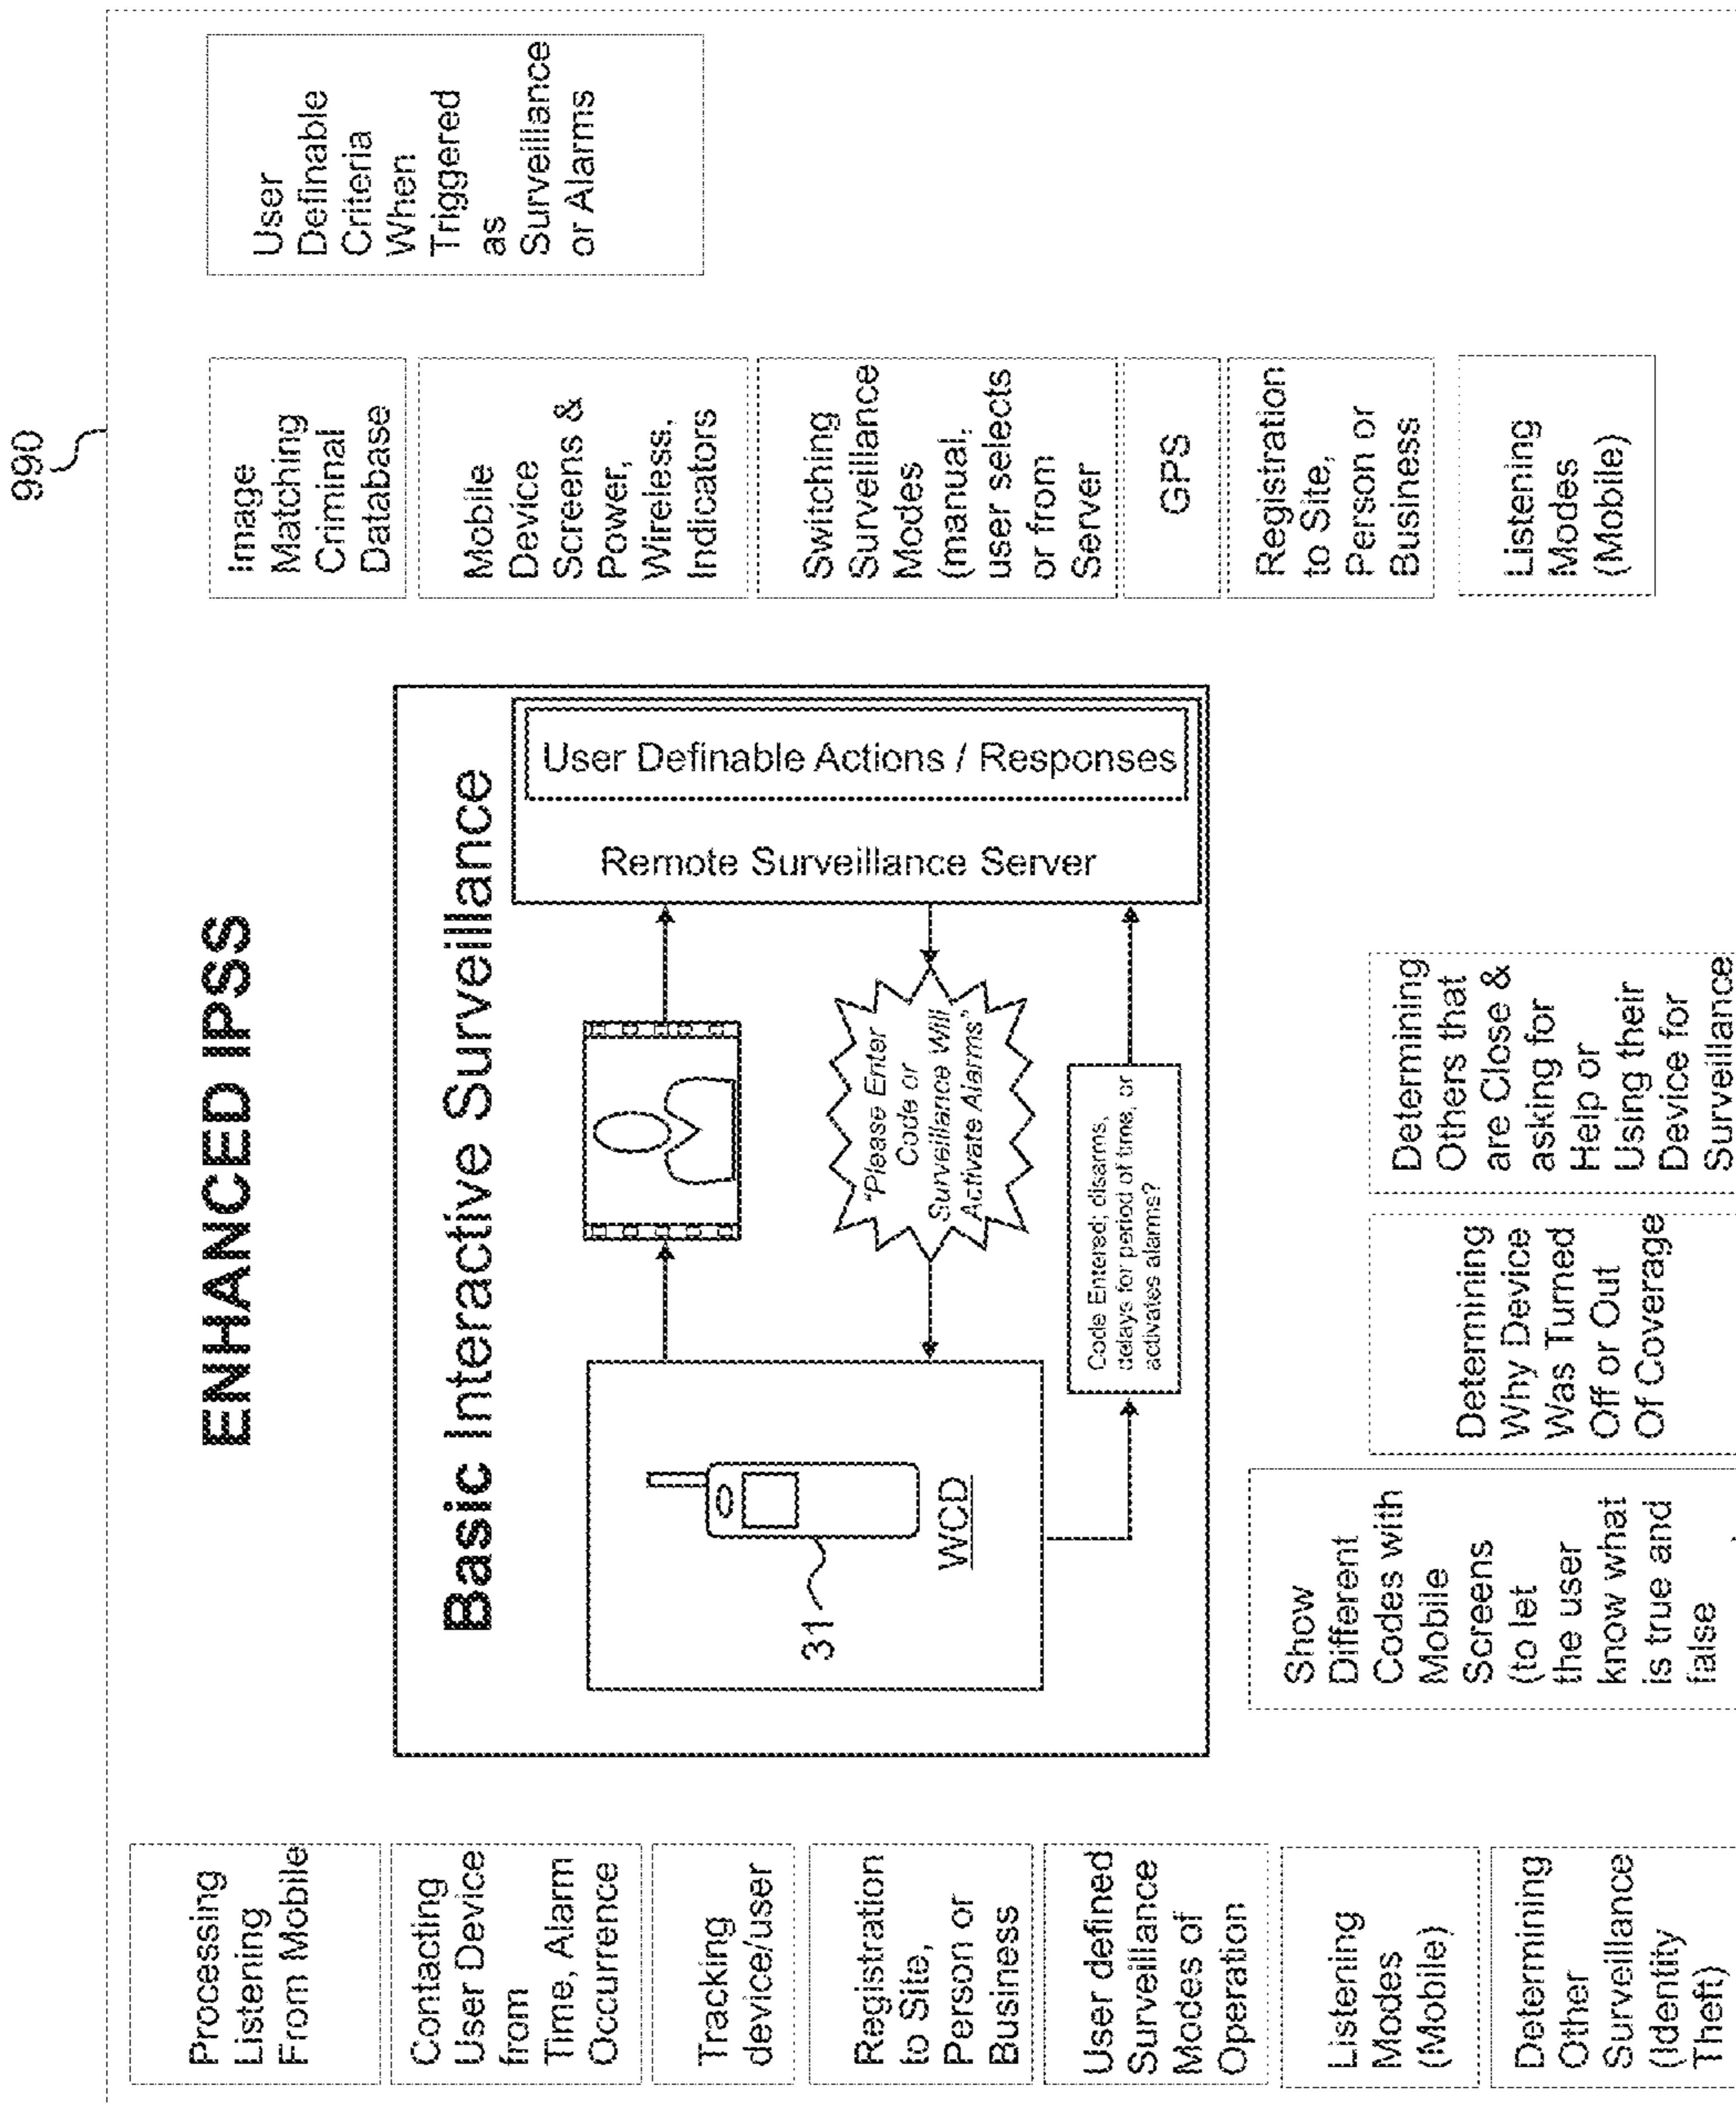 990
ENHANCED IPSS
Processing
Listening
From Mobile
Contacting
User Device
from
Time, Alarm
Occurrence
Tracking
device/user
Registration
to Site,
Person or
Business
User defined
Surveillance
Modes of
Operation
Listening
Modes
(Mobile)
Determining
Other
Surveillance
(Identity
Theft)
Basic Interactive Surveillance
31
WCD
"Please Enter
Code or
Surveillance Will
Activate Alarms"
Code Entered; disarms,
delays for period of time, or
activates alarms?
Remote Surveillance Server
User Definable Actions / Responses
Show
Different
Codes with
Mobile
Screens
(to let
the user
know what
is true and
false
Determining
Why Device
Was Turned
Off or Out
Of Coverage
Determining
Others that
are Close &
asking for
Help or
Using their
Device for
Surveillance
Image
Matching
Criminal
Database
Mobile
Device
Screens &
Power,
Wireless,
Indicators
Switching
Surveillance
Modes
(manual,
user selects
or from
Server
GPS
Registration
to Site,
Person or
Business
Listening
Modes
(Mobile)
User
Definable
Criteria
When
Triggered
as
Surveillance
or Alarms